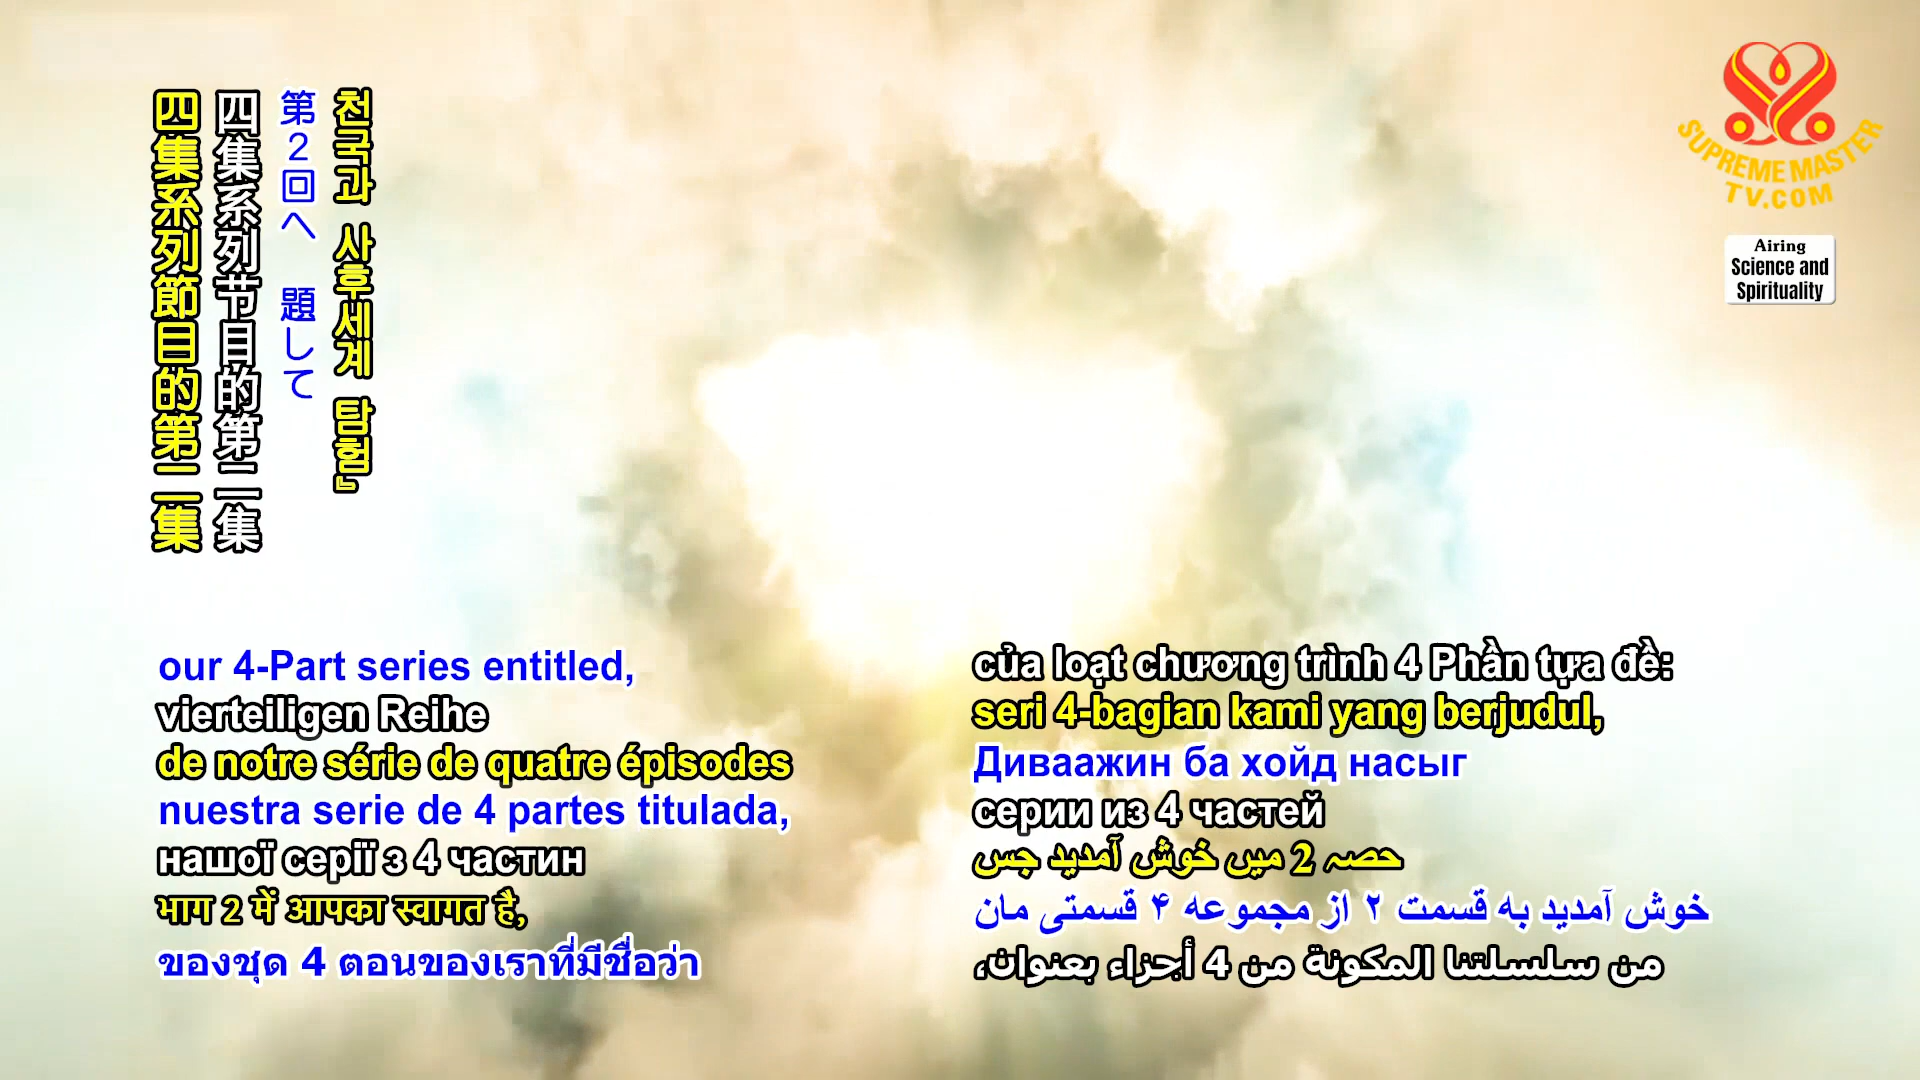 四集系列節目的第二集
四集系列节目的第二集
第2回へ 題して
천국과 사후세계 탐험』
SUPREME MASTER
TV.COM
Airing
Science and
Spirituality
our 4-Part series entitled,
vierteiligen Reihe
de notre série de quatre épisodes
nuestra serie de 4 partes titulada,
нашої серії з 4 частин
भाग 2 में आपका स्वागत है,
ของชุด 4 ตอนของเราที่มีชื่อว่า
của loạt chương trình 4 Phần tựa đề:
seri 4-bagian kami yang berjudul,
Диваажин ба хойд насыг
серии из 4 частей
حصہ 2 میں خوش آمدید جس
خوش آمدید به قسمت ۲ از مجموعه ۴ قسمتی مان
من سلسلتنا المكونة من 4 أجزاء بعنوان،